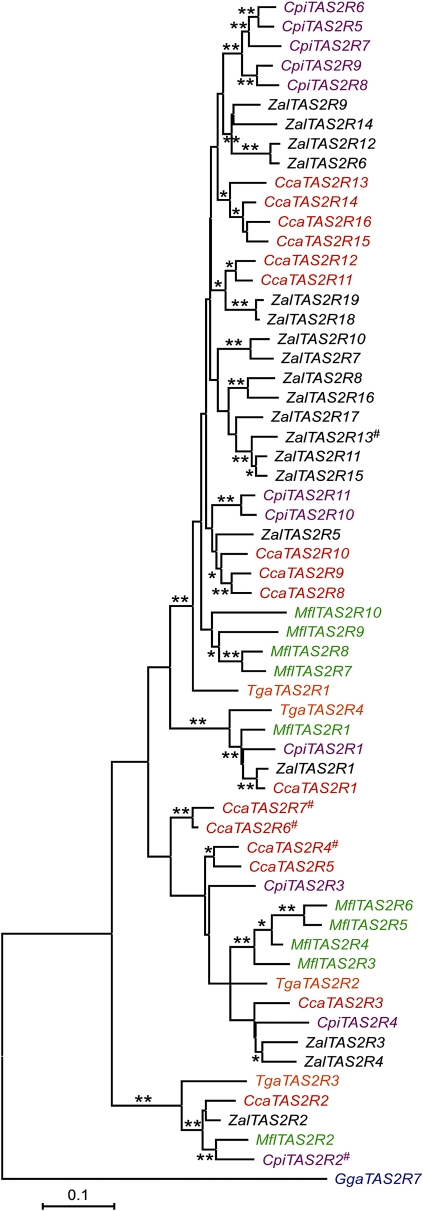 CpiTAS2R6
**
CpiTAS2R5
**
CpiTAS2R7
**
CpiTAS2R9
**
CpiTAS2R8
ZalTAS2R9
ZalTAS2R14
**
ZalTAS2R12
**
ZalTAS2R6
CcaTAS2R13
*
CcaTAS2R14
*
CcaTAS2R16
CcaTAS2R15
CcaTAS2R12
*
CcaTAS2R11
*
ZalTAS2R19
**
ZalTAS2R18
ZalTAS2R10
**
ZalTAS2R7
ZalTAS2R8
**
ZalTAS2R16
ZalTAS2R17
ZalTAS2R13#
ZalTAS2R11
**
ZalTAS2R15
*
CpiTAS2R11
**
CpiTAS2R10
ZalTAS2R5
CcaTAS2R10
CcaTAS2R9
*
CcaTAS2R8
**
**
MflTAS2R10
MflTAS2R9
MflTAS2R8
* **
MflTAS2R7
TgaTAS2R1
TgaTAS2R4
**
MflTAS2R1
CpiTAS2R1
**
ZalTAS2R1
CcaTAS2R1
**
CcaTAS2R7#
**
CcaTAS2R6#
CcaTAS2R4#
*
CcaTAS2R5
CpiTAS2R3
MflTAS2R6
**
MflTAS2R5
*
MflTAS2R4
**
MflTAS2R3
TgaTAS2R2
CcaTAS2R3
CpiTAS2R4
ZalTAS2R3
ZalTAS2R4
*
TgaTAS2R3
**
CcaTAS2R2
ZalTAS2R2
**
MflTAS2R2
CpiTAS2R2#
**
GgaTAS2R7
0.1